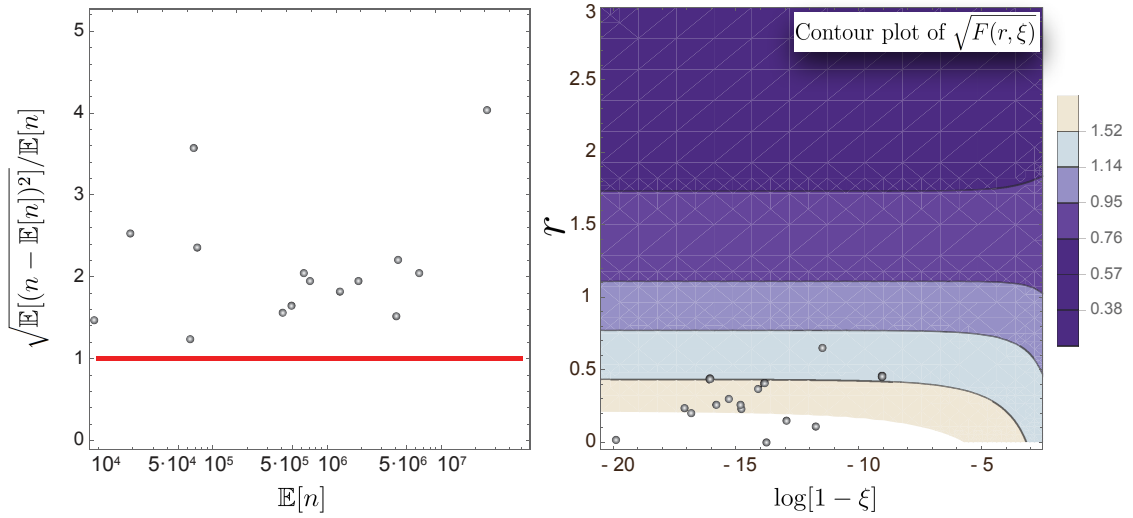 5
4
3
2
1
0
√E[(n − E[n])²]/E[n]
10⁴ 5·10⁴ 10⁵ 5·10⁵ 10⁶ 5·10⁶ 10⁷
𝔼[n]
Contour plot of √F(r, ξ)
3
2.5
2
1.5
1
0.5
0
r
- 20 - 15 - 10 - 5
log[1 − ξ]
1.52
1.14
0.95
0.76
0.57
0.38